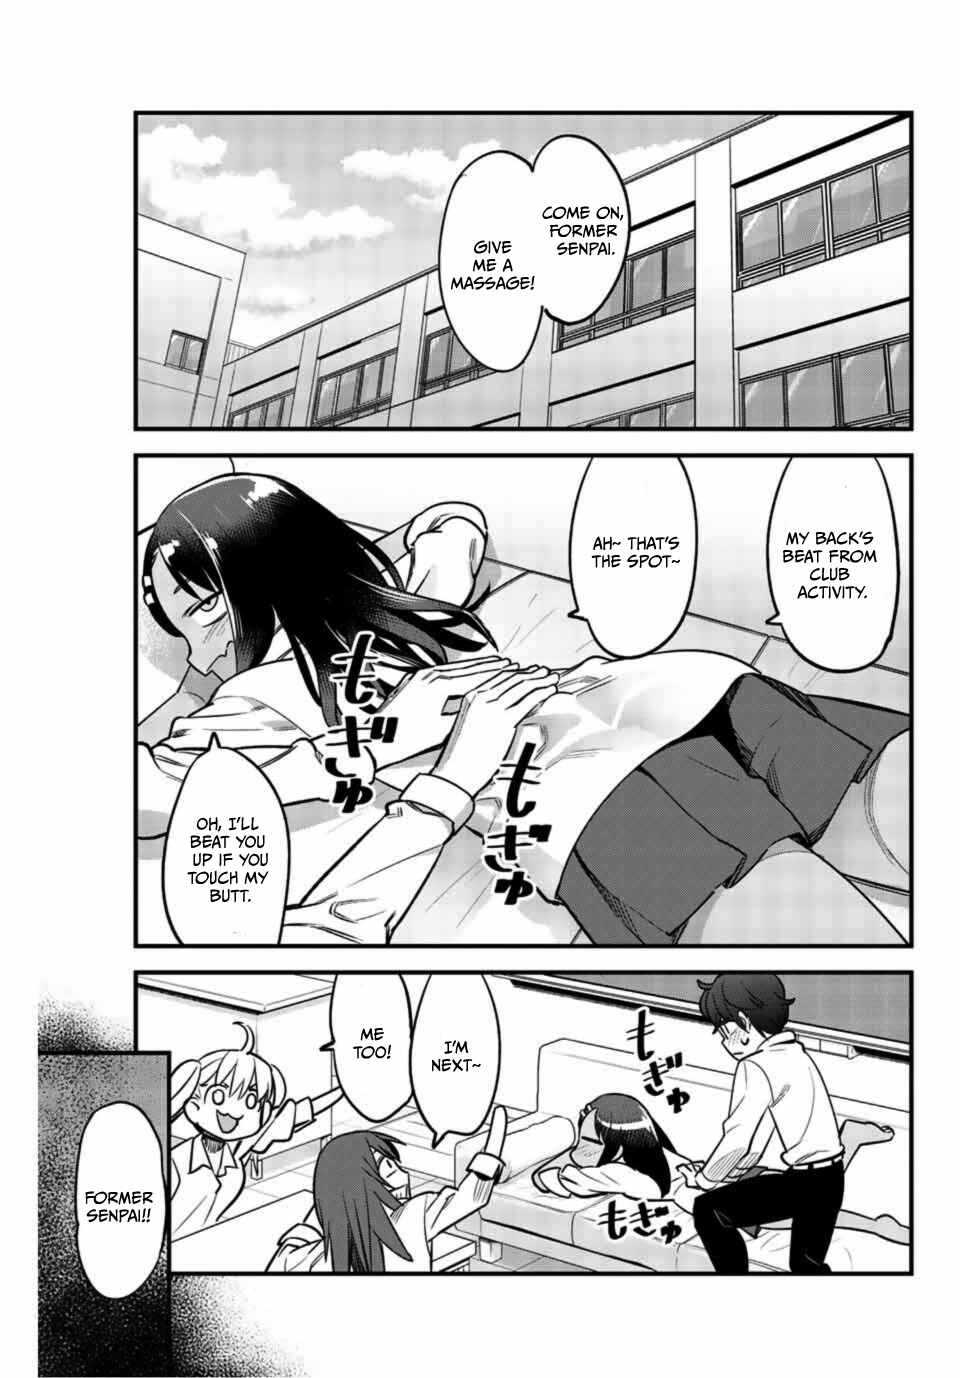 COME ON,
FORMER
SENPAI.
GIVE
ME A
MASSAGE!
MY BACK'S
BEAT FROM
CLUB
ACTIVITY.
AH~ THAT'S
THE SPOT~
もぎゅ
もぎゅ
OH, I'LL
BEAT YOU
UP IF YOU
TOUCH MY
BUTT.
もぎゅ
もぎゅ
I'M
NEXT~
ME
TOO!
FORMER
SENPAI!!